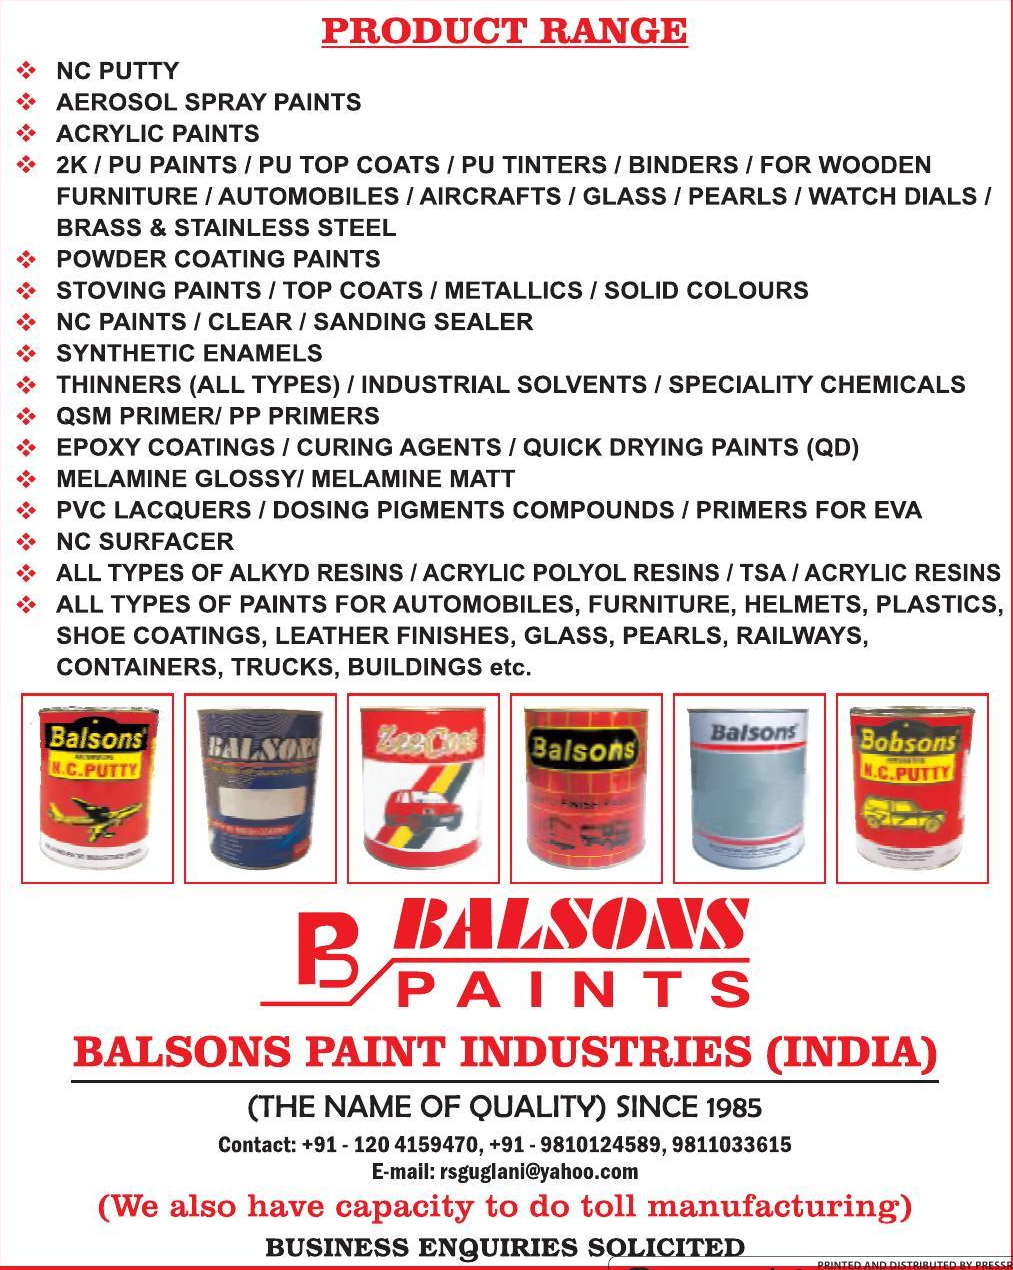 PRODUCT RANGE
NC PUTTY
AEROSOL SPRAY PAINTS
ACRYLIC PAINTS
2K / PU PAINTS / PU TOP COATS / PU TINTERS / BINDERS / FOR WOODEN
FURNITURE / AUTOMOBILES / AIRCRAFTS / GLASS / PEARLS / WATCH DIALS /
BRASS & STAINLESS STEEL
POWDER COATING PAINTS
STOVING PAINTS / TOP COATS / METALLICS / SOLID COLOURS
NC PAINTS / CLEAR / SANDING SEALER
SYNTHETIC ENAMELS
THINNERS (ALL TYPES) / INDUSTRIAL SOLVENTS / SPECIALITY CHEMICALS
QSM PRIMER/ PP PRIMERS
EPOXY COATINGS / CURING AGENTS / QUICK DRYING PAINTS (QD)
MELAMINE GLOSSY/ MELAMINE MATT
PVC LACQUERS / DOSING PIGMENTS COMPOUNDS / PRIMERS FOR EVA
NC SURFACER
ALL TYPES OF ALKYD RESINS / ACRYLIC POLYOL RESINS / TSA / ACRYLIC RESINS
ALL TYPES OF PAINTS FOR AUTOMOBILES, FURNITURE, HELMETS, PLASTICS,
SHOE COATINGS, LEATHER FINISHES, GLASS, PEARLS, RAILWAYS,
CONTAINERS, TRUCKS, BUILDINGS etc.
Balsons
N.C.PUTTY
BALSONS
ZeeCoat
Balsons
FINISH
Balsons
Bobsons
N.C.PUTTY
B BALSONS
PAINTS
BALSONS PAINT INDUSTRIES (INDIA)
(THE NAME OF QUALITY) SINCE 1985
Contact: +91 - 120 4159470, +91 - 9810124589, 9811033615
E-mail: rsguglani@yahoo.com
(We also have capacity to do toll manufacturing)
BUSINESS ENQUIRIES SOLICITED
PRINTED AND DISTRIBUTED BY PRESSR